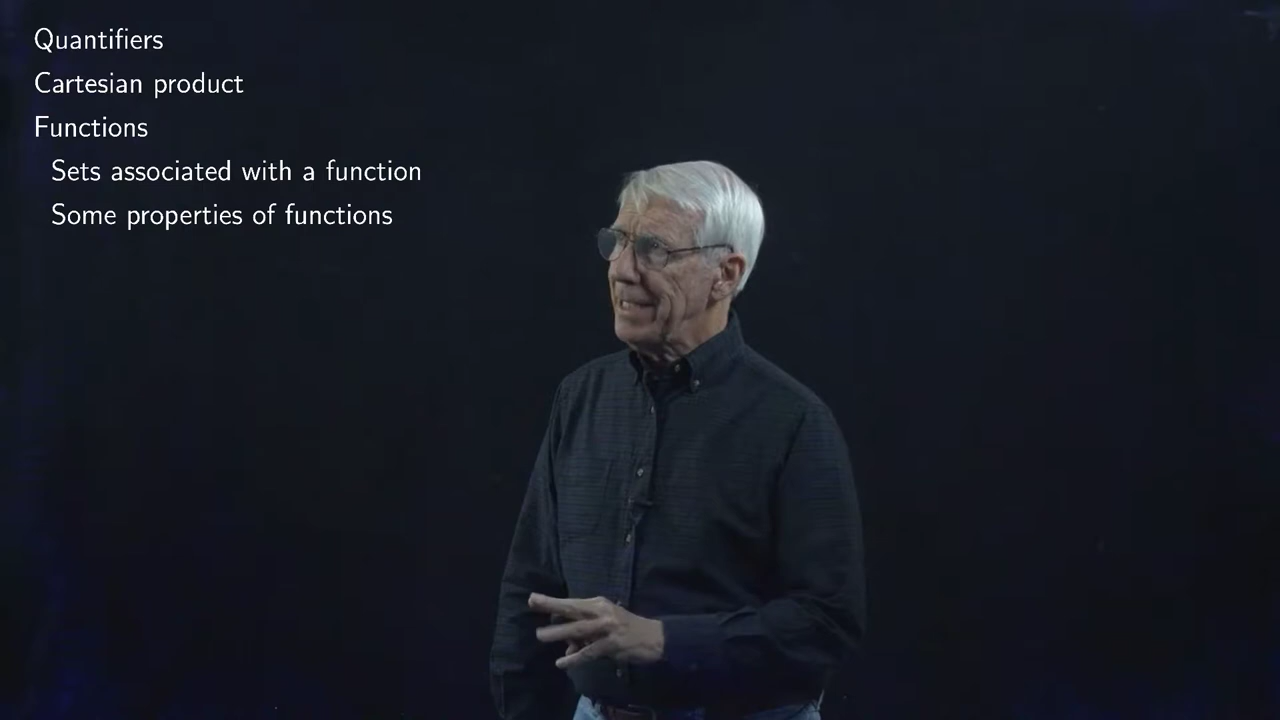 Quantifiers
Cartesian product
Functions
Sets associated with a function
Some properties of functions